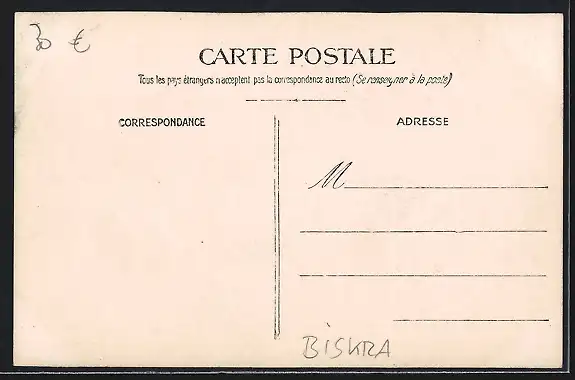 30 €
CARTE POSTALE
Tous les pays étrangers n'acceptent pas la correspondance au recto (Se renseigner à la poste)
CORRESPONDANCE
ADRESSE
M
BISKRA